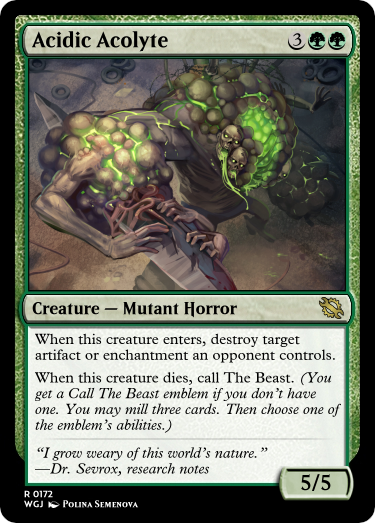 Acidic Acolyte 3
Creature — Mutant Horror
When this creature enters, destroy target
artifact or enchantment an opponent controls.
When this creature dies, call The Beast. (You
get a Call The Beast emblem if you don't have
one. You may mill three cards. Then choose one of
the emblem's abilities.)
“I grow weary of this world's nature.”
—Dr. Sevrox, research notes
5/5
R 0172
WGJ Polina Semenova